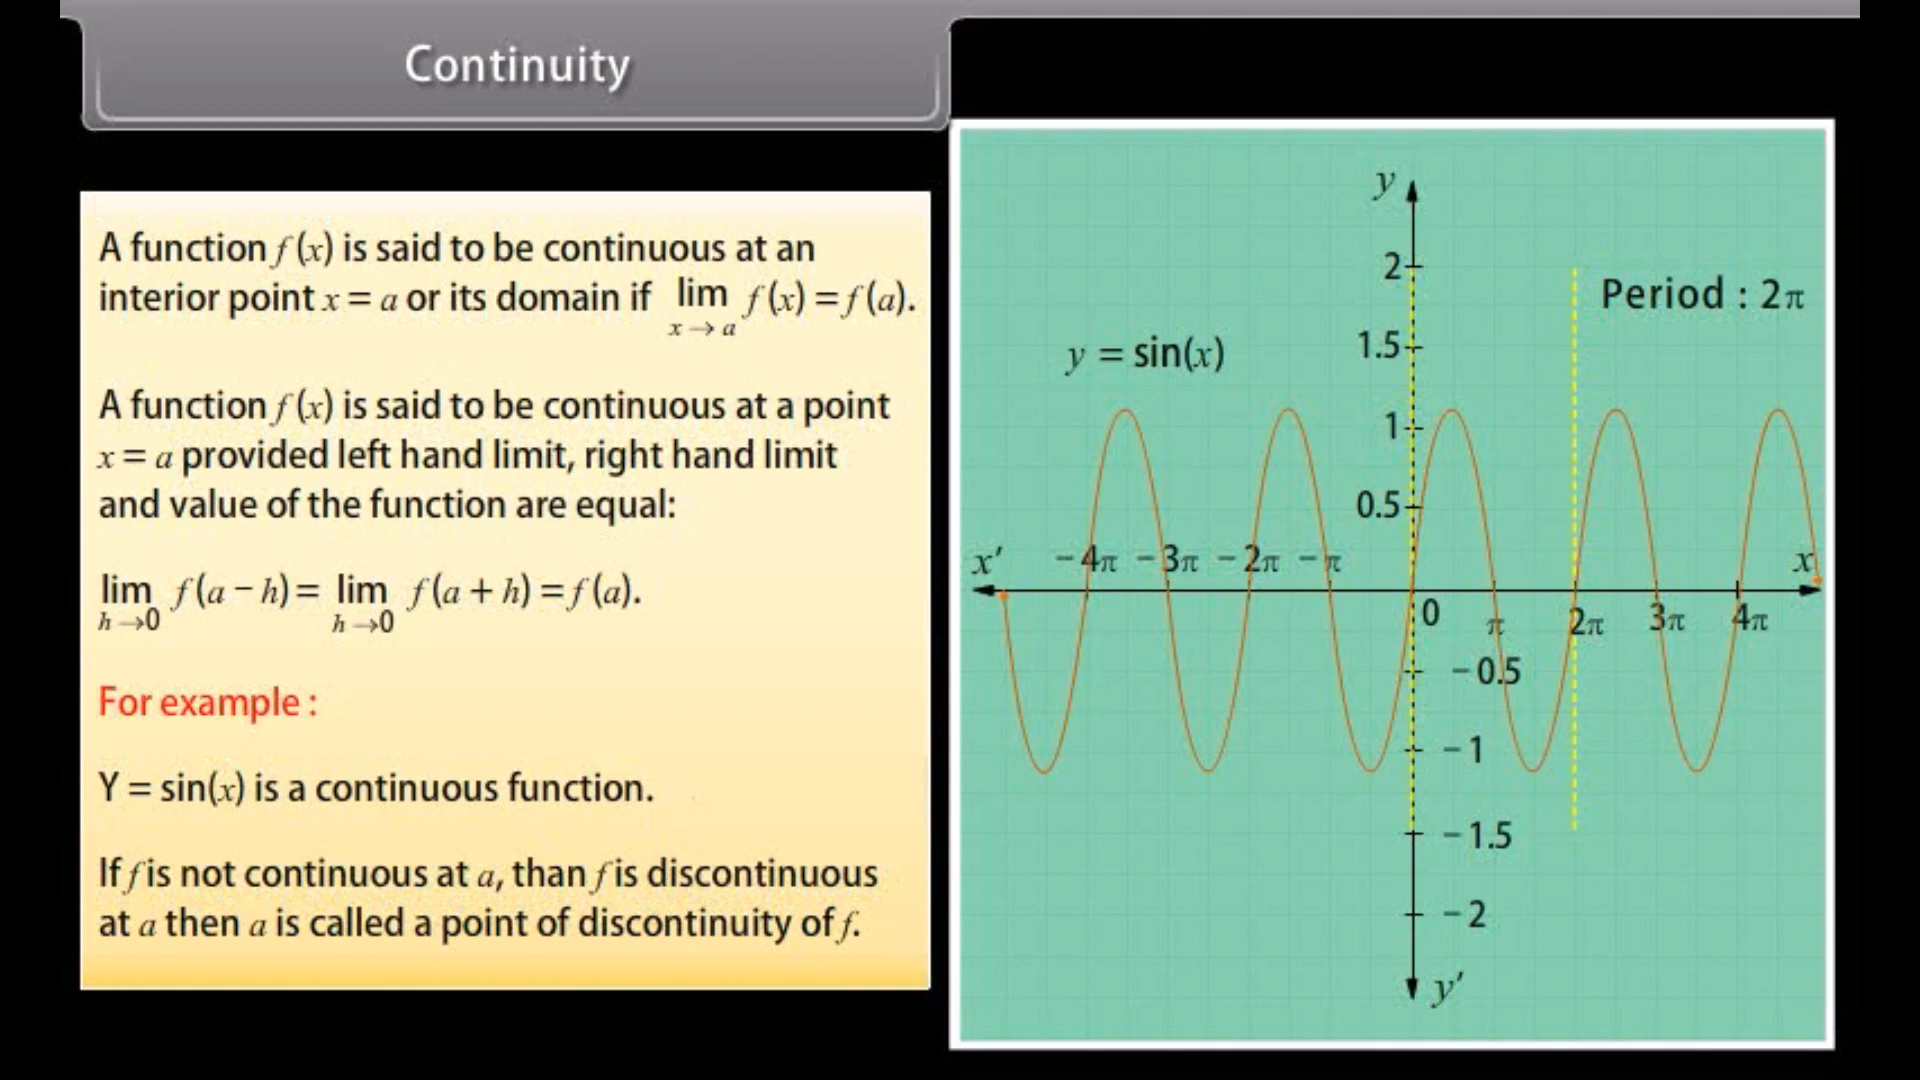 Continuity
A function f (x) is said to be continuous at an
interior point x = a or its domain if lim f (x) = f (a).
x → a
A function f (x) is said to be continuous at a point
x = a provided left hand limit, right hand limit
and value of the function are equal:
lim f (a − h) = lim f (a + h) = f (a).
h →0 h →0
For example :
Y = sin(x) is a continuous function.
If f is not continuous at a, than f is discontinuous
at a then a is called a point of discontinuity of f.
y
2
Period : 2π
1.5
y = sin(x)
1
0.5
x′ − 4π − 3π − 2π − π x
0 π 2π 3π 4π
− 0.5
− 1
− 1.5
− 2
y′